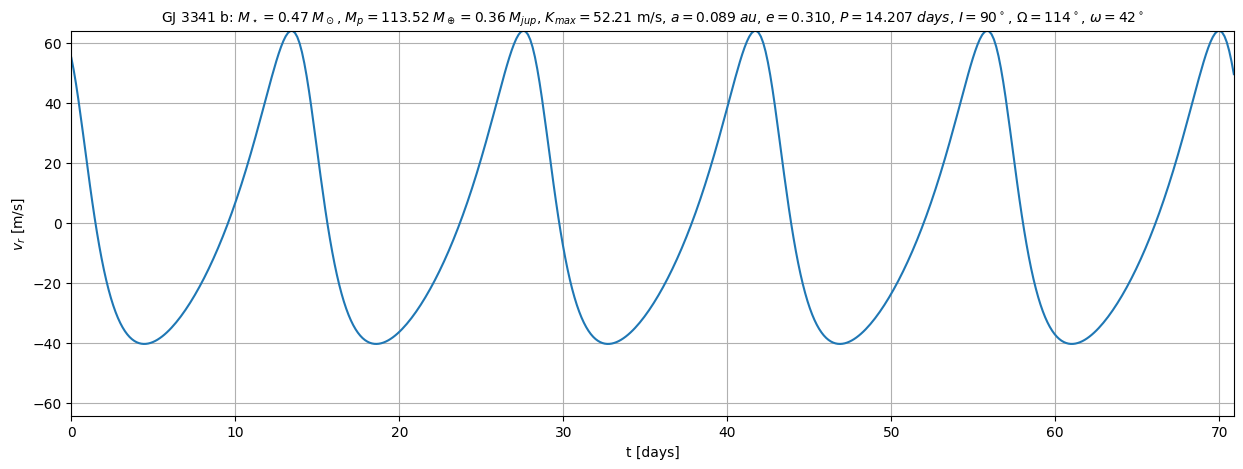 GJ 3341 b: M⋆ = 0.47 M⊙, Mp = 113.52 M⊕ = 0.36 Mjup, Kmax = 52.21 m/s, a = 0.089 au, e = 0.310, P = 14.207 days, I = 90°, Ω = 114°, ω = 42°
60
40
20
0
−20
−40
−60
vr [m/s]
0 10 20 30 40 50 60 70
t [days]